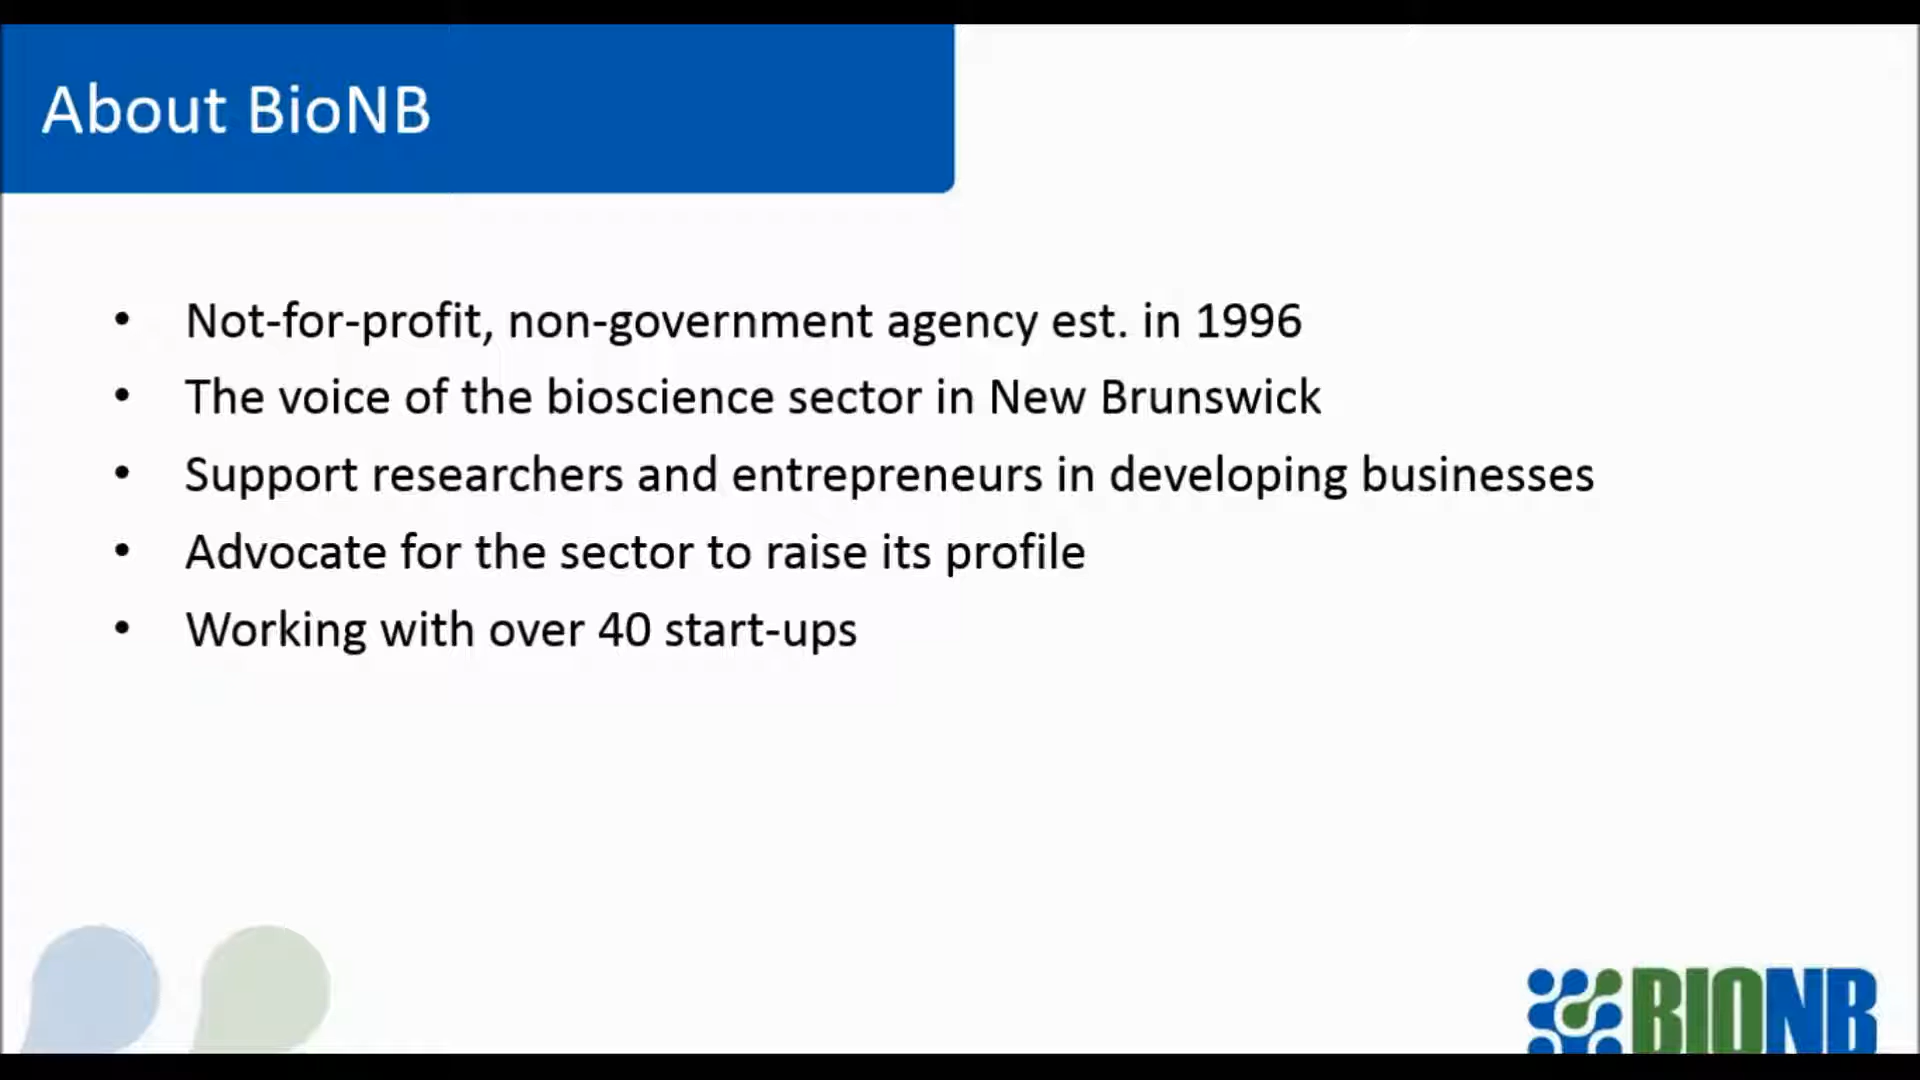 About BioNB
• Not-for-profit, non-government agency est. in 1996
• The voice of the bioscience sector in New Brunswick
• Support researchers and entrepreneurs in developing businesses
• Advocate for the sector to raise its profile
• Working with over 40 start-ups
BIONB